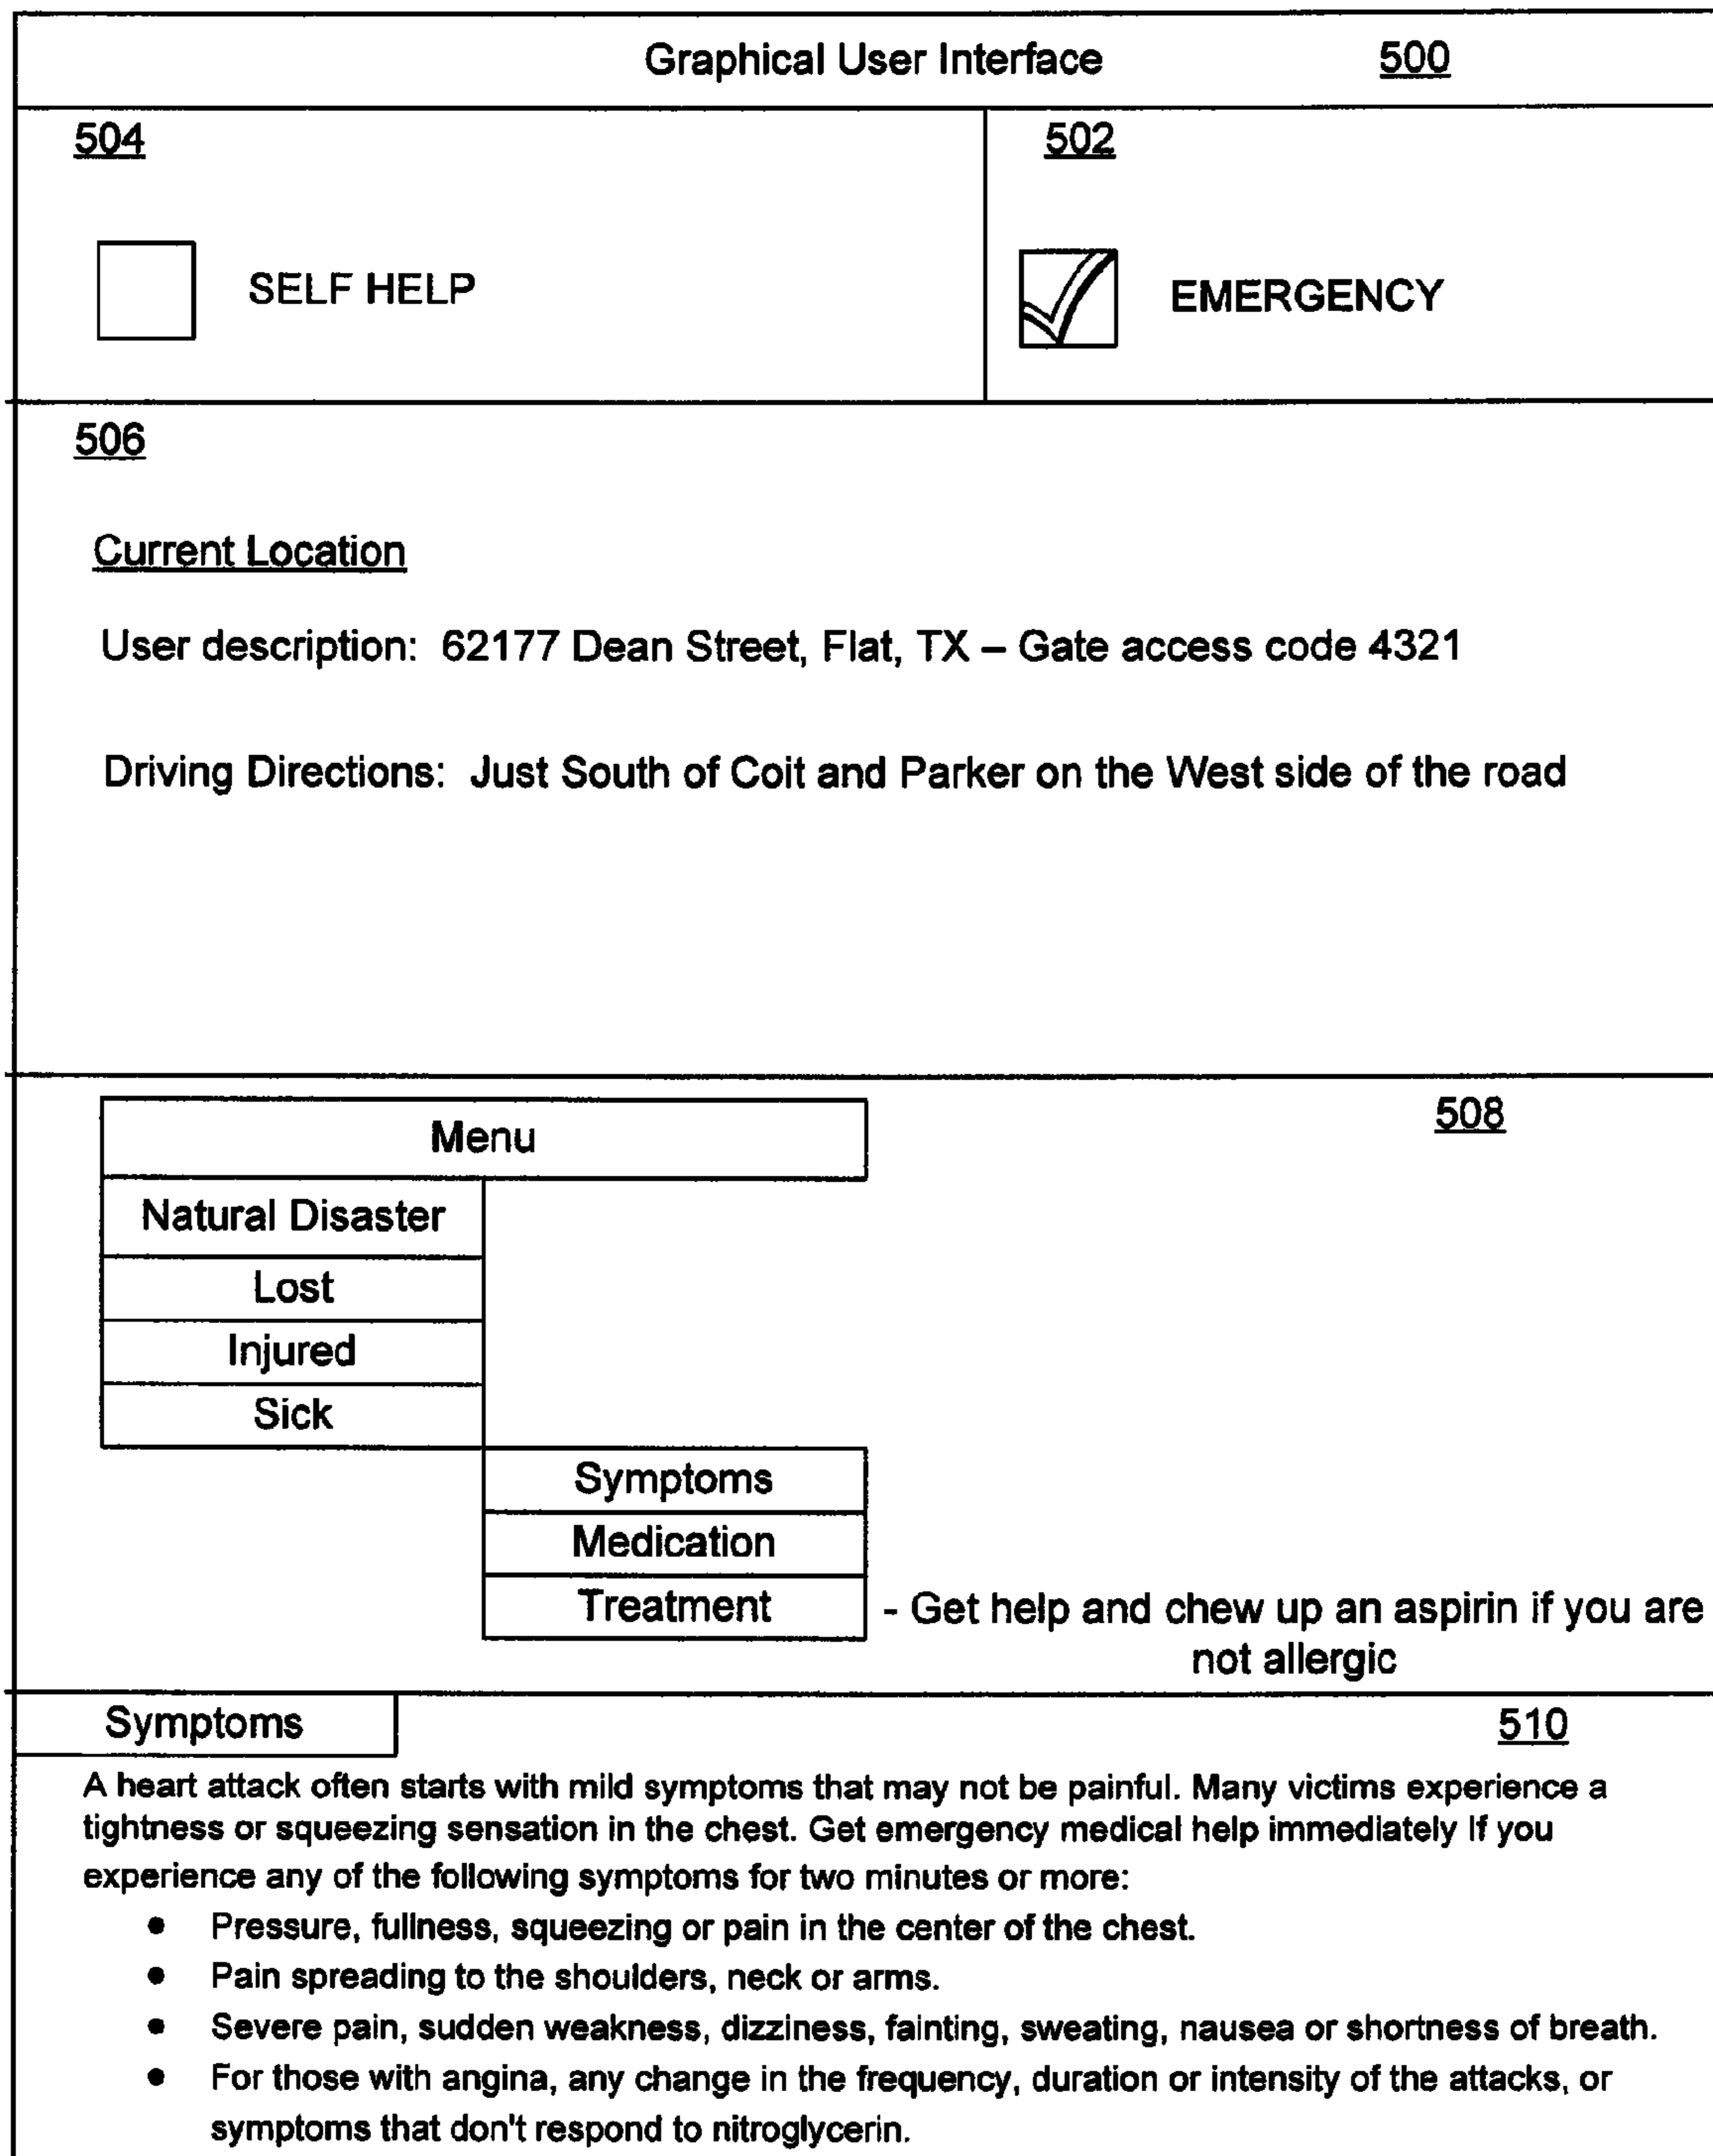 Graphical User Interface 500
504
502
SELF HELP
EMERGENCY
506
Current Location
User description: 62177 Dean Street, Flat, TX – Gate access code 4321
Driving Directions: Just South of Coit and Parker on the West side of the road
508
Menu
Natural Disaster
Lost
Injured
Sick
Symptoms
Medication
Treatment - Get help and chew up an aspirin if you are
not allergic
Symptoms 510
A heart attack often starts with mild symptoms that may not be painful. Many victims experience a
tightness or squeezing sensation in the chest. Get emergency medical help immediately If you
experience any of the following symptoms for two minutes or more:
● Pressure, fullness, squeezing or pain in the center of the chest.
● Pain spreading to the shoulders, neck or arms.
● Severe pain, sudden weakness, dizziness, fainting, sweating, nausea or shortness of breath.
● For those with angina, any change in the frequency, duration or intensity of the attacks, or
symptoms that don't respond to nitroglycerin.